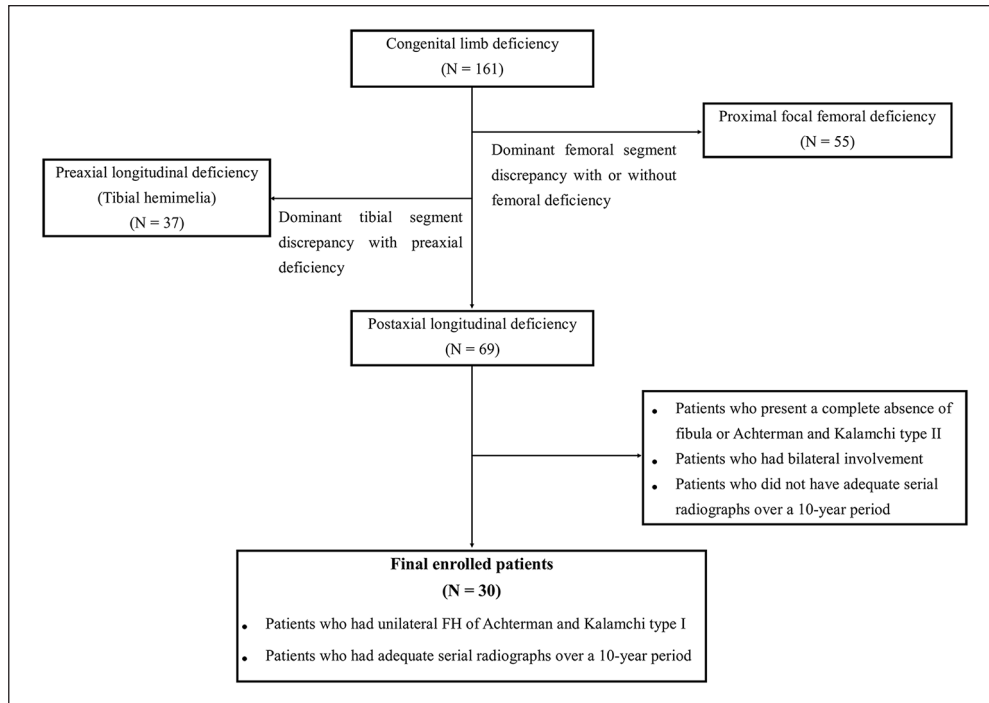 Congenital limb deficiency
(N = 161)
Proximal focal femoral deficiency
(N = 55)
Dominant femoral segment
discrepancy with or without
femoral deficiency
Preaxial longitudinal deficiency
(Tibial hemimelia)
(N = 37)
Dominant tibial segment
discrepancy with preaxial
deficiency
Postaxial longitudinal deficiency
(N = 69)
• Patients who present a complete absence of
fibula or Achterman and Kalamchi type II
• Patients who had bilateral involvement
• Patients who did not have adequate serial
radiographs over a 10-year period
Final enrolled patients
(N = 30)
• Patients who had unilateral FH of Achterman and Kalamchi type I
• Patients who had adequate serial radiographs over a 10-year period